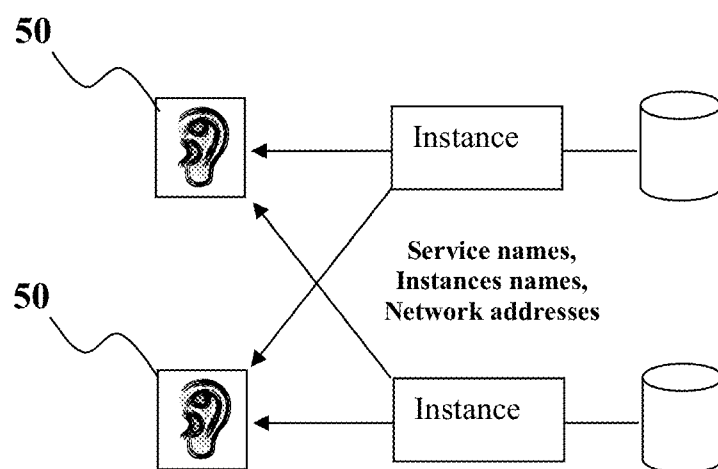 50
Instance
Service names,
Instances names,
Network addresses
50
Instance